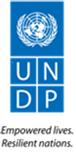 U N
D P
Empowered lives.
Resilient nations.